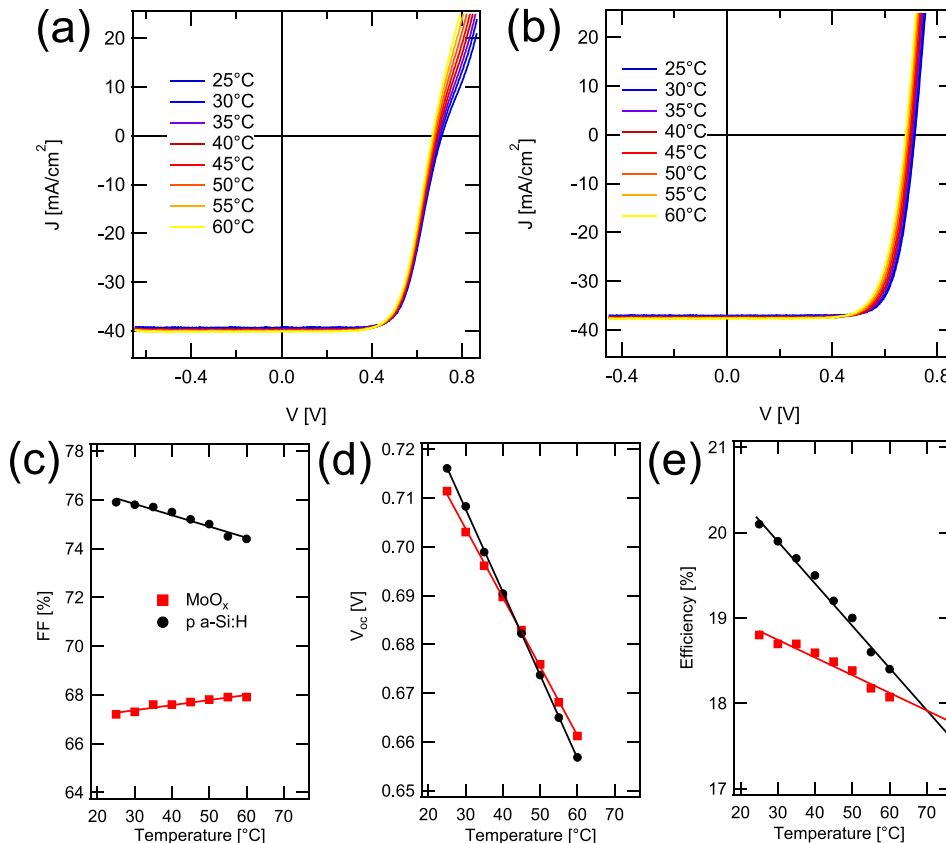 (a)
20
10
0
-10
-20
-30
-40
J [mA/cm²]
25°C
30°C
35°C
40°C
45°C
50°C
55°C
60°C
-0.4
0.0
0.4
0.8
V [V]
(b)
20
10
0
-10
-20
-30
-40
J [mA/cm²]
25°C
30°C
35°C
40°C
45°C
50°C
55°C
60°C
-0.4
0.0
0.4
0.8
V [V]
(c)
80
78
76
74
72
70
68
66
64
FF [%]
MoOₓ
p a-Si:H
20 30 40 50 60 70
Temperature [°C]
(d)
0.72
0.71
0.70
0.69
0.68
0.67
0.66
0.65
Voc [V]
20 30 40 50 60 70
Temperature [°C]
(e)
21
20
19
18
17
Efficiency [%]
20 30 40 50 60 70
Temperature [°C]